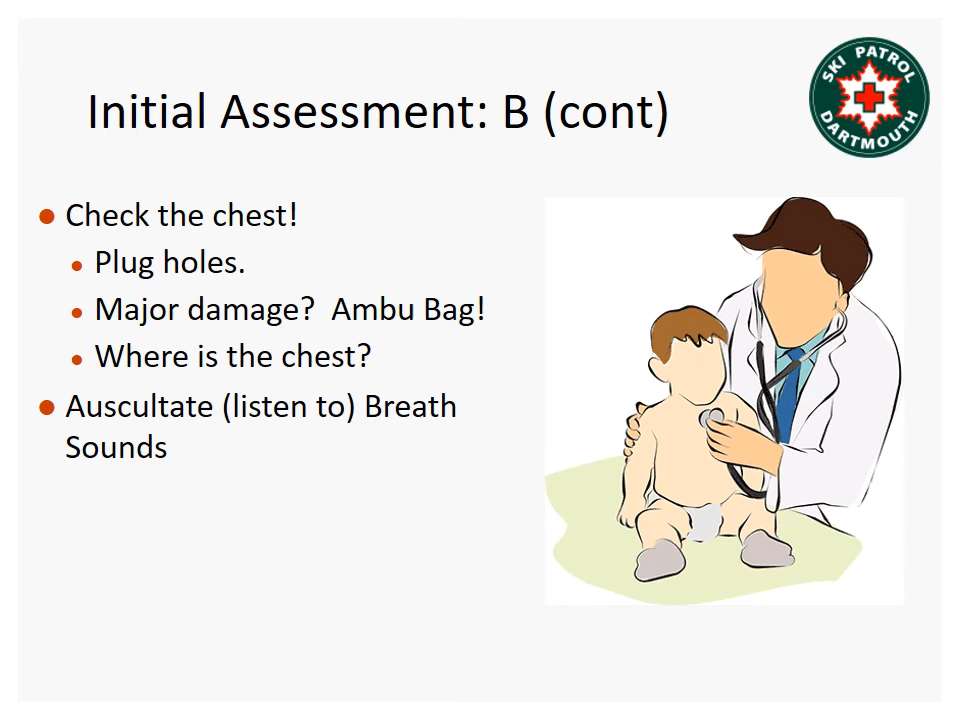 Initial Assessment: B (cont)
SKI PATROL
DARTMOUTH
Check the chest!
Plug holes.
Major damage?  Ambu Bag!
Where is the chest?
Auscultate (listen to) Breath
Sounds